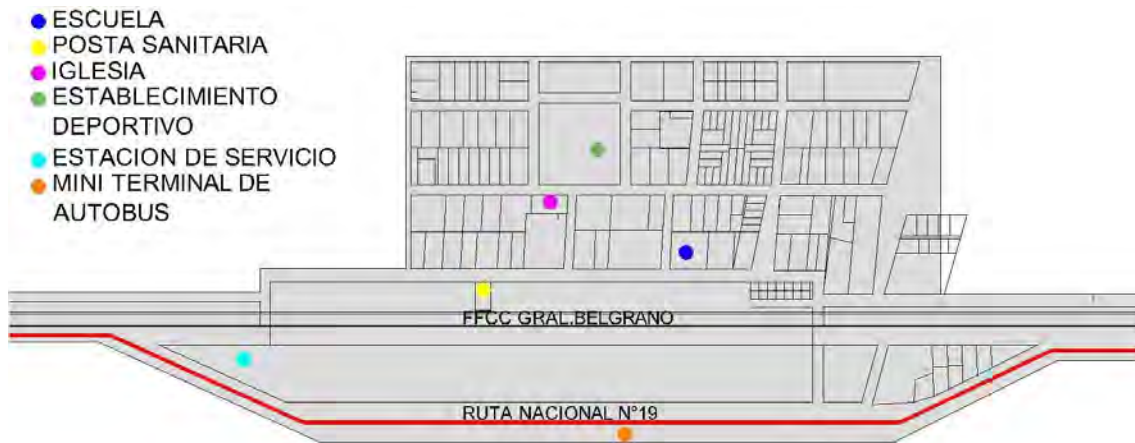 ESCUELA
POSTA SANITARIA
IGLESIA
ESTABLECIMIENTO
DEPORTIVO
ESTACION DE SERVICIO
MINI TERMINAL DE
AUTOBUS
FFCC GRAL.BELGRANO
RUTA NACIONAL N°19